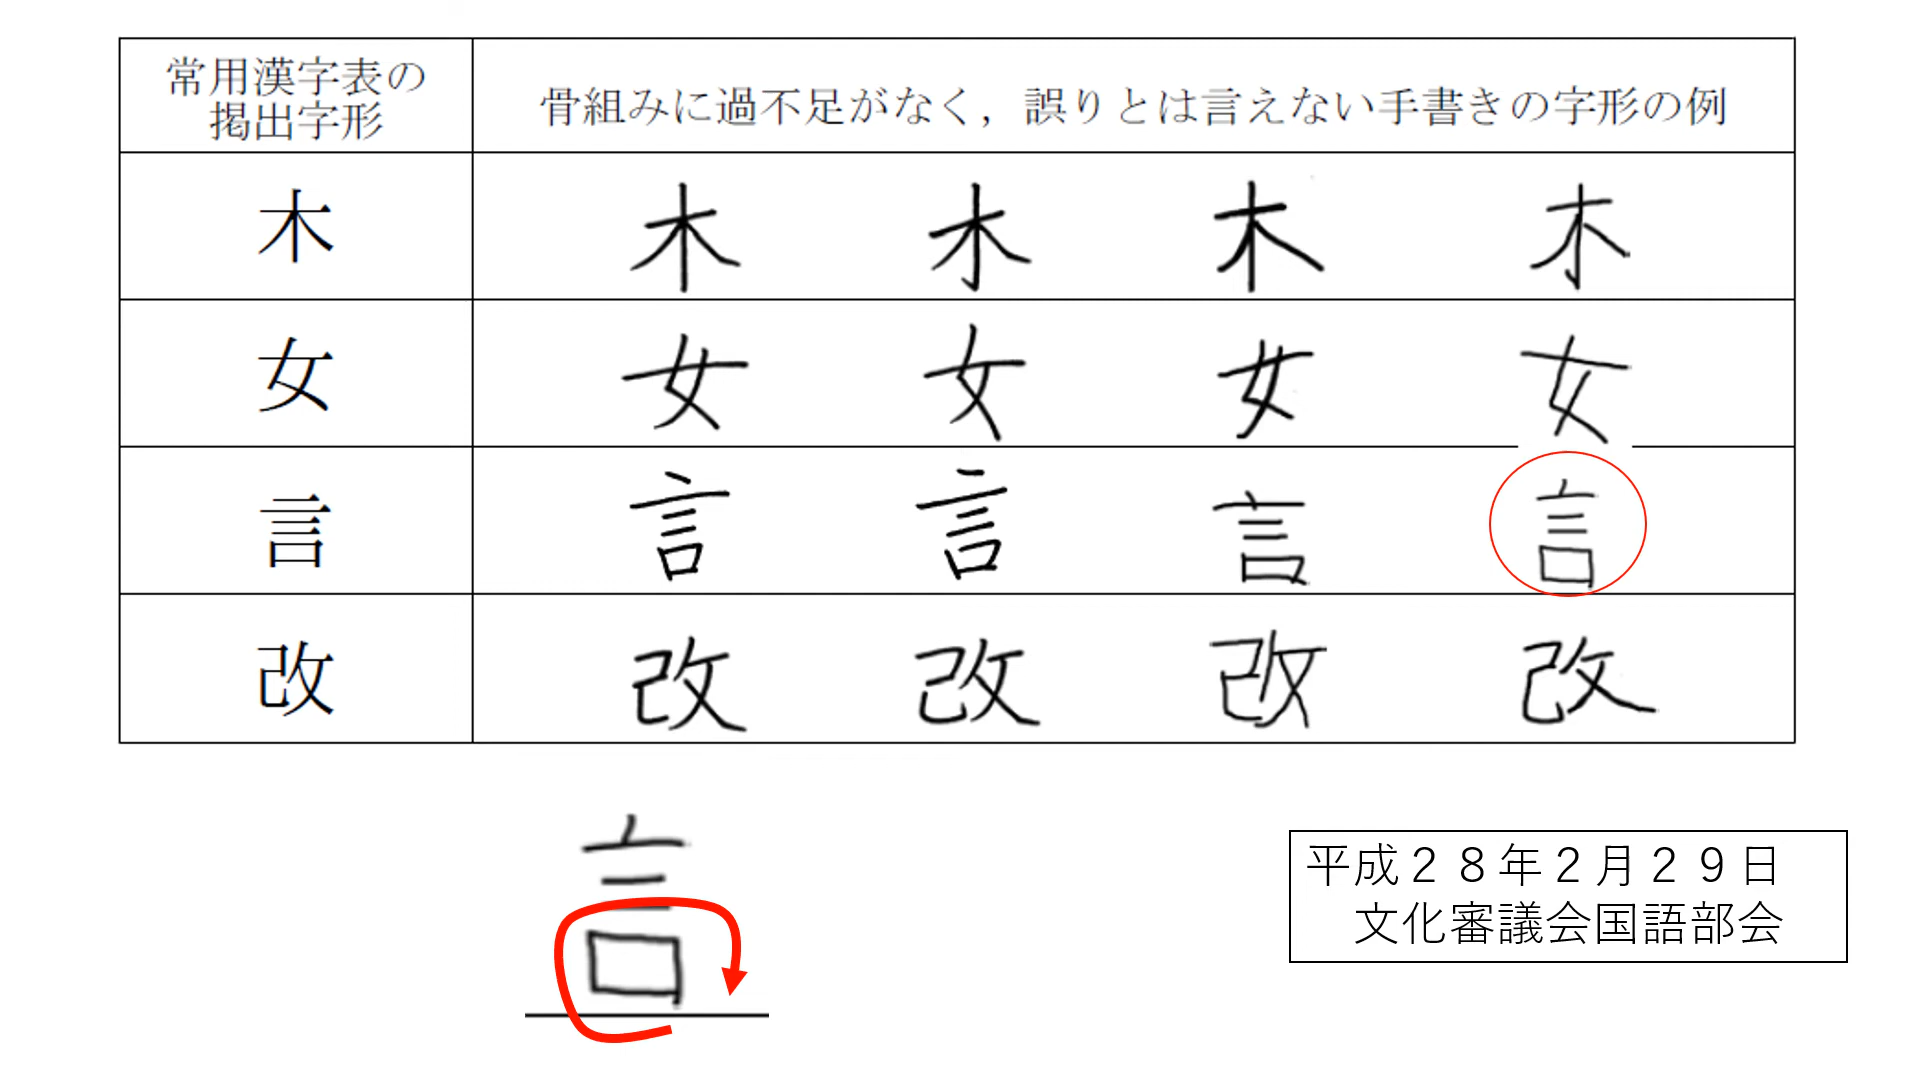 常用漢字表の
掲出字形
骨組みに過不足がなく，誤りとは言えない手書きの字形の例
木 木 木 木 木
女 女 女 女 女
言 言 言 言 言
改 改 改 改 改
言
平成２８年２月２９日
文化審議会国語部会